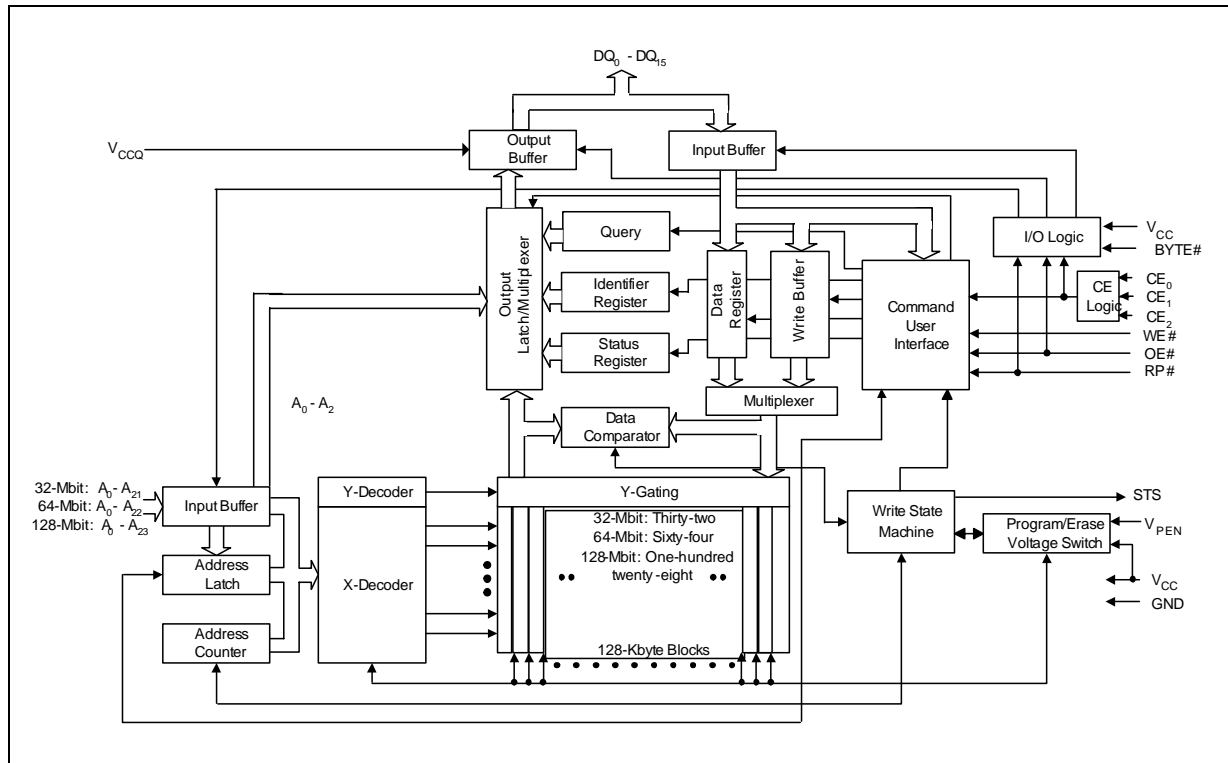 DQ0 - DQ15
VCCQ
Output
Buffer
Input Buffer
Output
Latch/Multiplexer
Query
Identifier
Register
Status
Register
Data
Register
Write Buffer
Command
User
Interface
I/O Logic
VCC
BYTE#
CE
Logic
CE0
CE1
CE2
WE#
OE#
RP#
A0 - A2
Multiplexer
Data
Comparator
32-Mbit: A0 - A21
64-Mbit: A0 - A22
128-Mbit: A0 - A23
Input Buffer
Y-Decoder
Y-Gating
Address
Latch
X-Decoder
32-Mbit: Thirty-two
64-Mbit: Sixty-four
128-Mbit: One-hundred
twenty-eight
128-Kbyte Blocks
Address
Counter
Write State
Machine
STS
Program/Erase
Voltage Switch
VPEN
VCC
GND